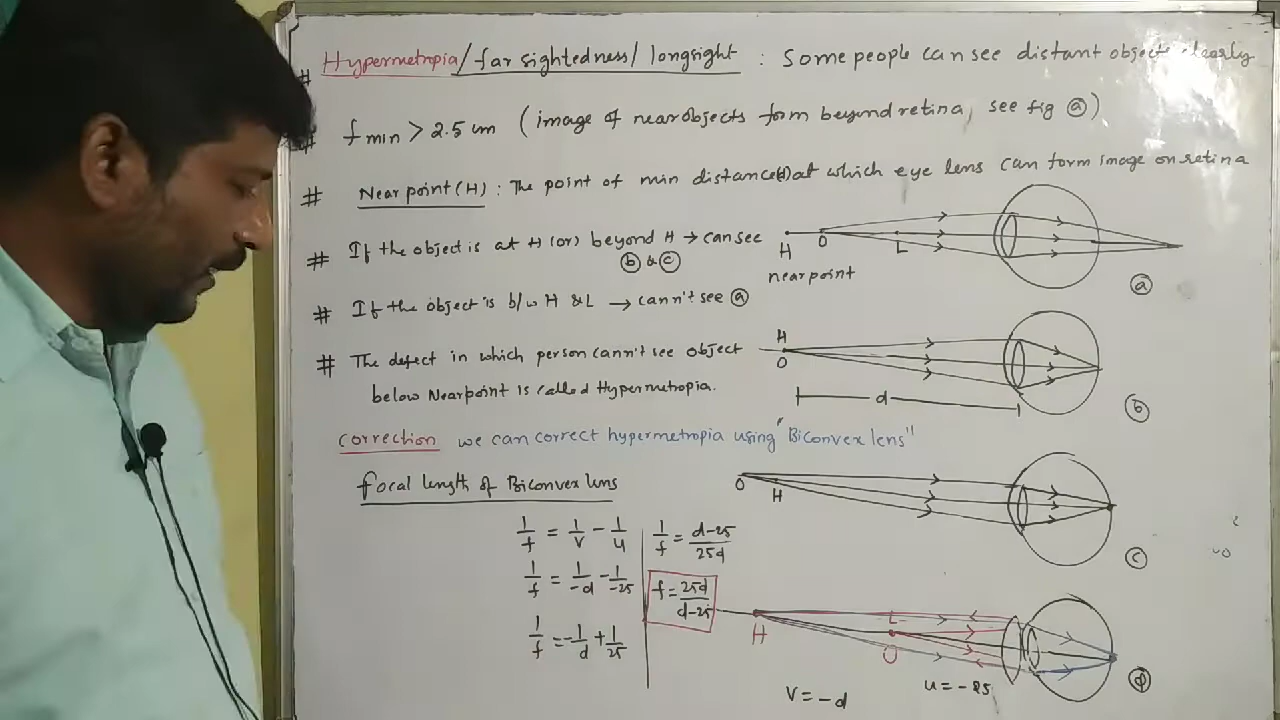 # Hypermetropia/far sightedness/longsight : Some people can see distant objects clearly
# f min > 2.5 cm (image of near objects form beyond retina, see fig ⓐ)
# Near point (H) : The point of min distance(H) at which eye lens can form image on retina
# If the object is at H (or) beyond H → can see
ⓑ & ⓒ
# If the object is b/w H & L → cann't see ⓐ
# The defect in which person cann't see object
below Nearpoint is called Hypermetropia.
Correction we can correct hypermetropia using "Biconvex lens"
focal length of Biconvex lens
1/f = 1/v - 1/u
1/f = 1/-d - 1/-25
1/f = -1/d + 1/25
1/f = d-25/25d
f = 25d/d-25
H O L
near point
ⓐ
H
O
d
ⓑ
O H
ⓒ
H L
O
v = -d u = -25
ⓓ